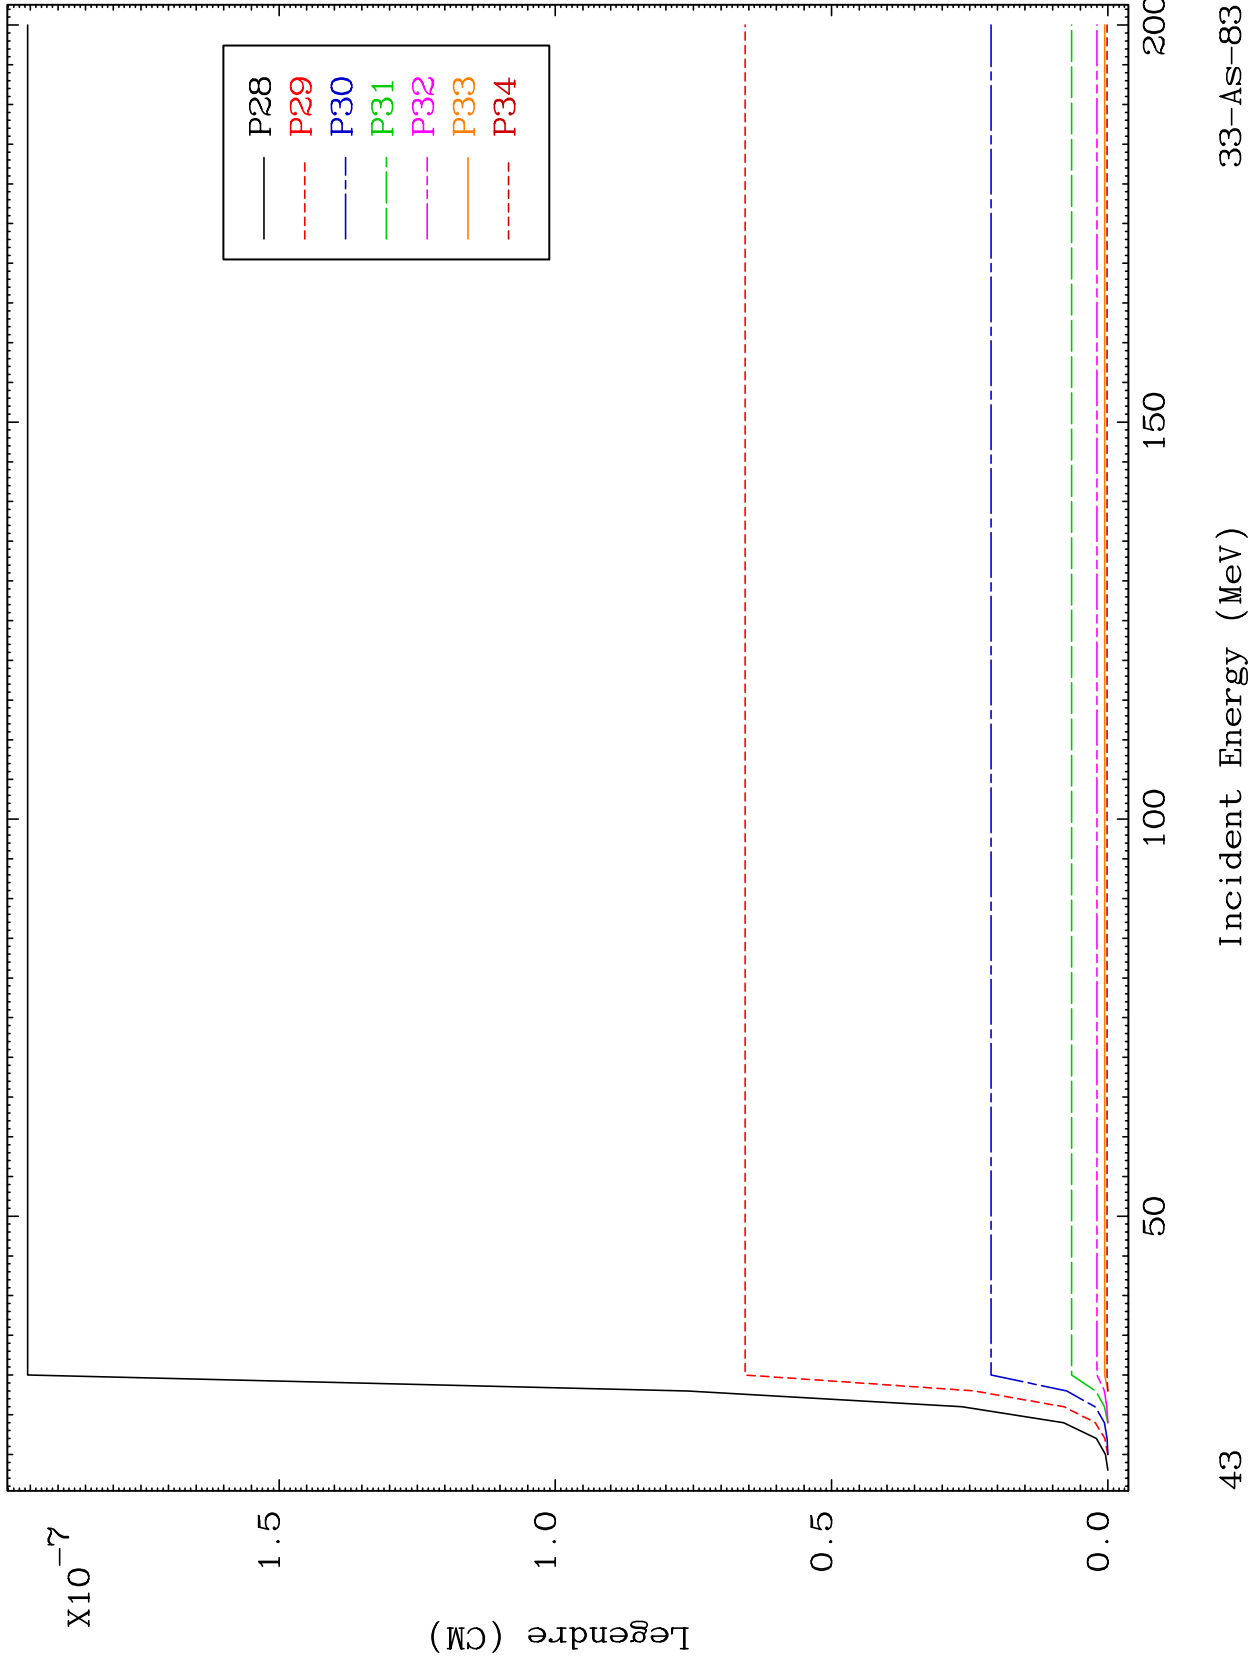 X10-7
1.5
1.0
0.5
0.0
Legendre (CM)
P28
P29
P30
P31
P32
P33
P34
50
100
150
200
Incident Energy (MeV)
43
33-As-83